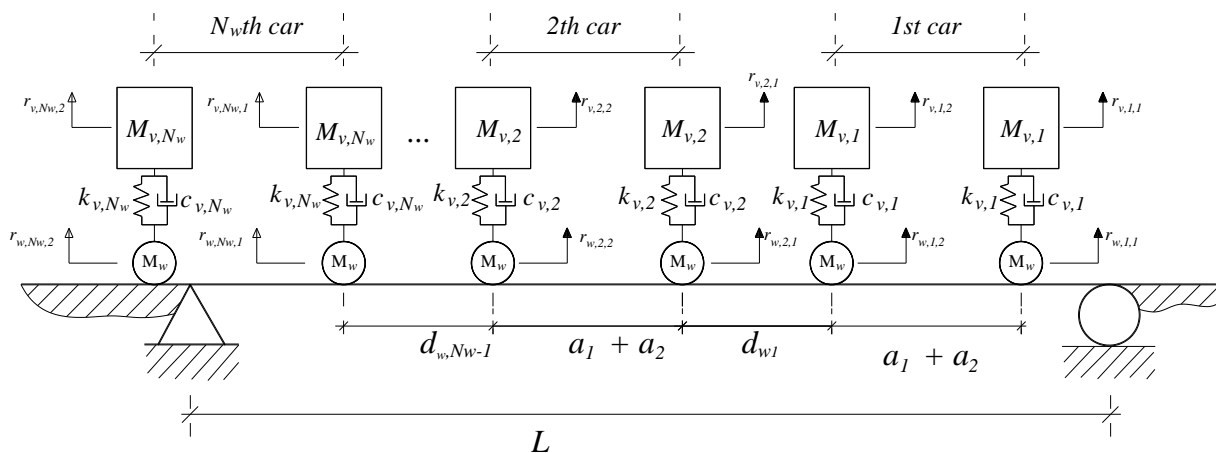 N_wth car 2th car 1st car
r_v,Nw,2 r_v,Nw,1 r_v,2,2 r_v,2,1 r_v,1,2 r_v,1,1
M_v,N_w M_v,N_w ... M_v,2 M_v,2 M_v,1 M_v,1
k_v,N_w c_v,N_w k_v,N_w c_v,N_w k_v,2 c_v,2 k_v,2 c_v,2 k_v,1 c_v,1 k_v,1 c_v,1
r_w,Nw,2 r_w,Nw,1 r_w,2,2 r_w,2,1 r_w,1,2 r_w,1,1
M_w M_w M_w M_w M_w M_w
d_w,Nw-1 a_1 + a_2 d_w1 a_1 + a_2
L